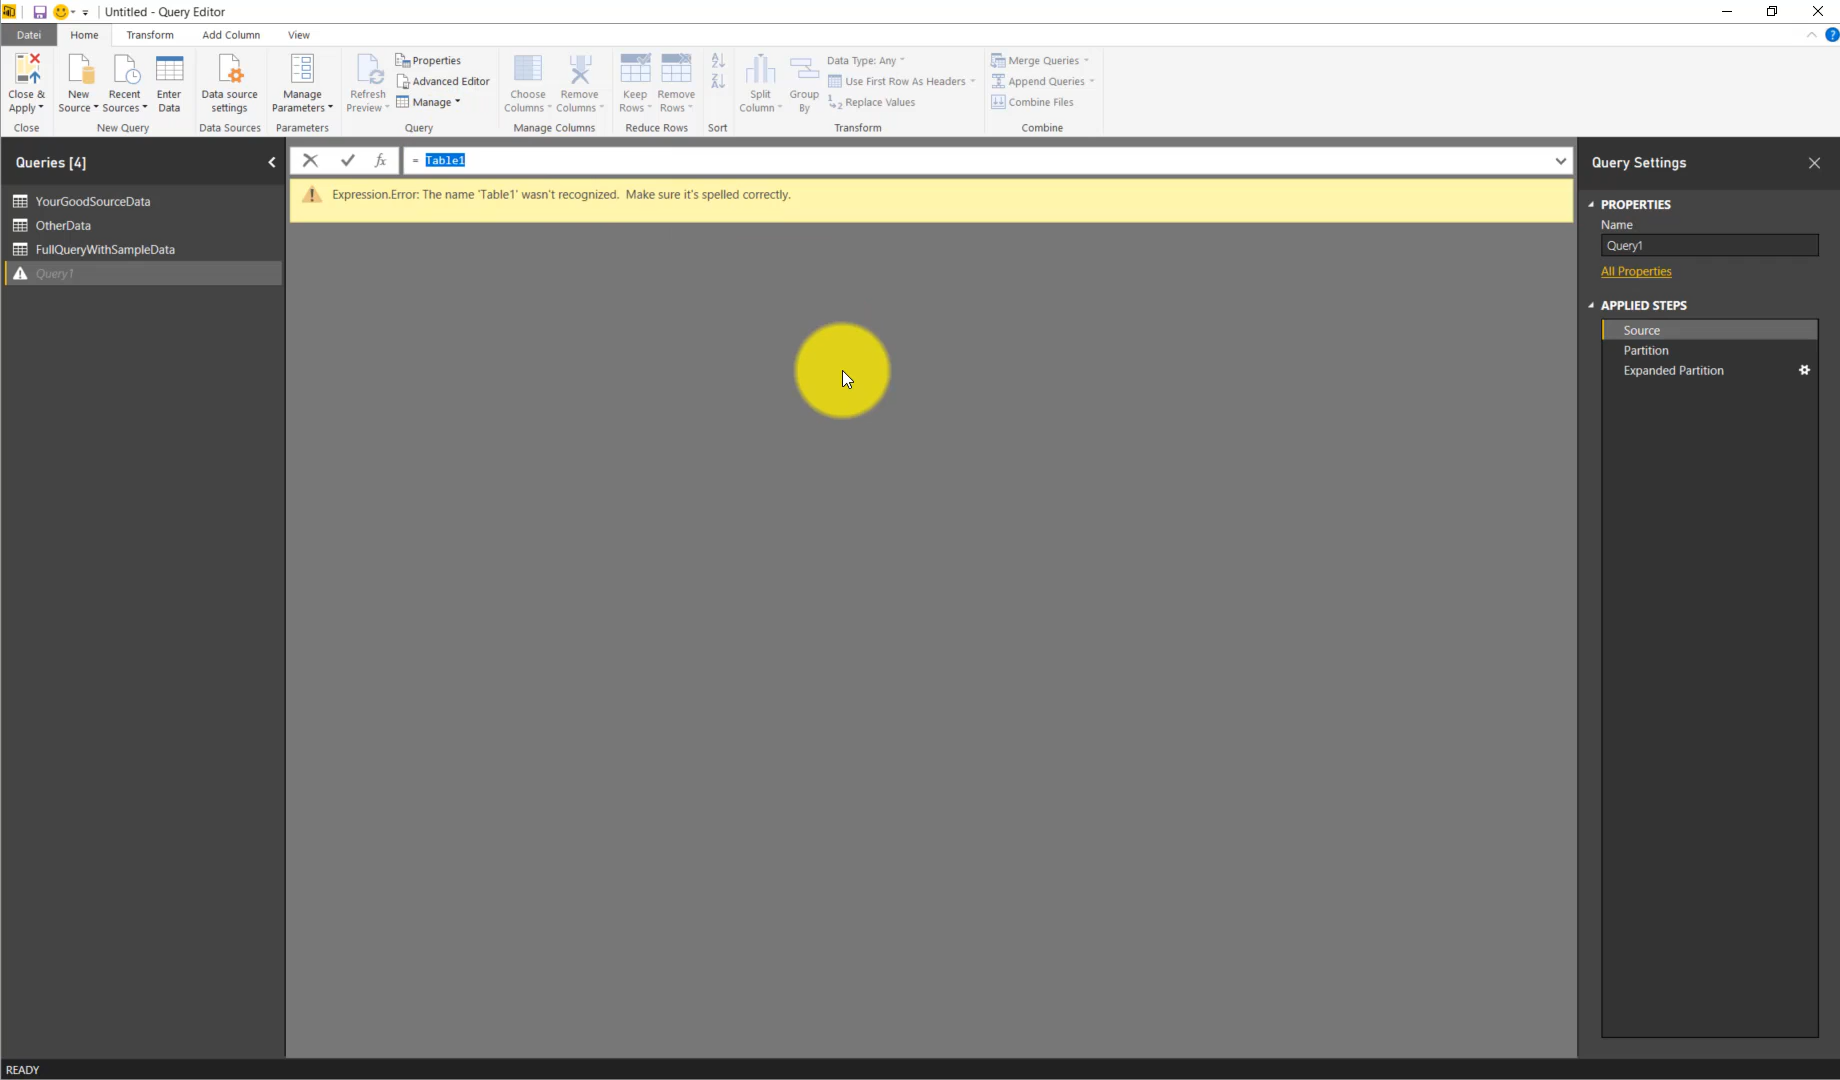 Untitled - Query Editor
Datei Home Transform Add Column View
Close & Apply
Close
New Source
Recent Sources
Enter Data
New Query
Data source settings
Data Sources
Manage Parameters
Parameters
Refresh Preview
Properties
Advanced Editor
Manage
Query
Choose Columns
Remove Columns
Manage Columns
Keep Rows
Remove Rows
Reduce Rows
Sort
Split Column
Group By
Data Type: Any
Use First Row As Headers
Replace Values
Transform
Merge Queries
Append Queries
Combine Files
Combine
Queries [4]
YourGoodSourceData
OtherData
FullQueryWithSampleData
Query1
fx
= Table1
Expression.Error: The name 'Table1' wasn't recognized.  Make sure it's spelled correctly.
Query Settings
PROPERTIES
Name
Query1
All Properties
APPLIED STEPS
Source
Partition
Expanded Partition
READY